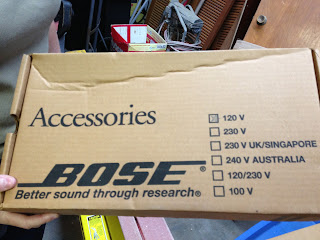 Accessories
120 V
230 V
230 V UK/SINGAPORE
240 V AUSTRALIA
120/230 V
100 V
BOSE®
Better sound through research®